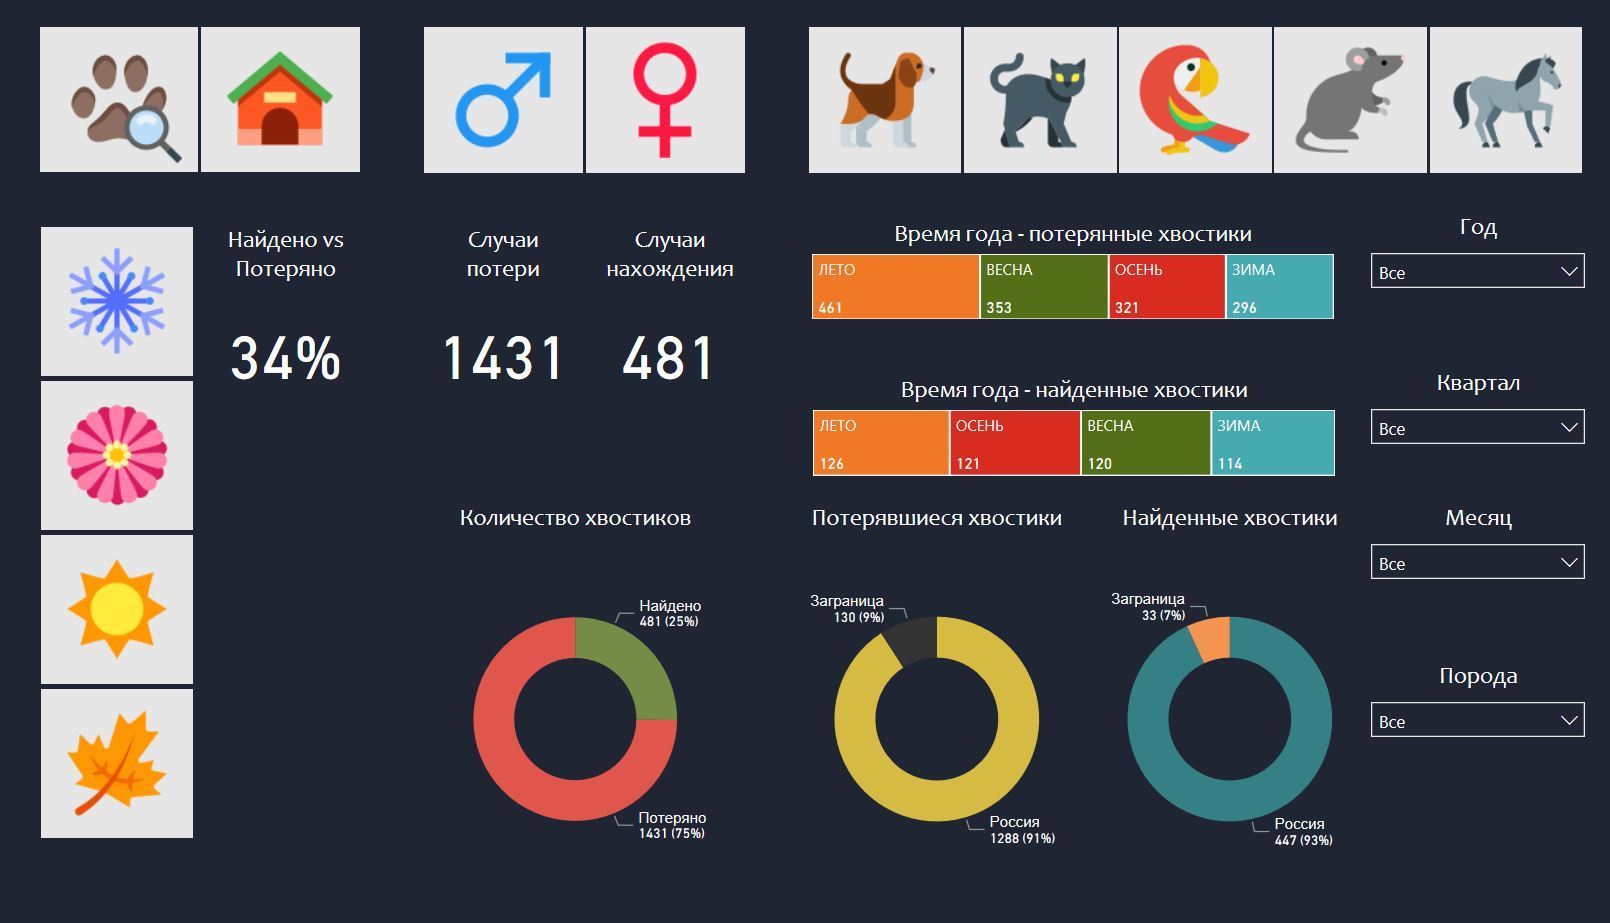 Найдено vs
Потеряно
34%
Случаи
потери
1431
Случаи
нахождения
481
Время года - потерянные хвостики
ЛЕТО
461
ВЕСНА
353
ОСЕНЬ
321
ЗИМА
296
Время года - найденные хвостики
ЛЕТО
126
ОСЕНЬ
121
ВЕСНА
120
ЗИМА
114
Год
Все
Квартал
Все
Месяц
Все
Порода
Все
Количество хвостиков
Найдено
481 (25%)
Потеряно
1431 (75%)
Потерявшиеся хвостики
Заграница
130 (9%)
Россия
1288 (91%)
Найденные хвостики
Заграница
33 (7%)
Россия
447 (93%)